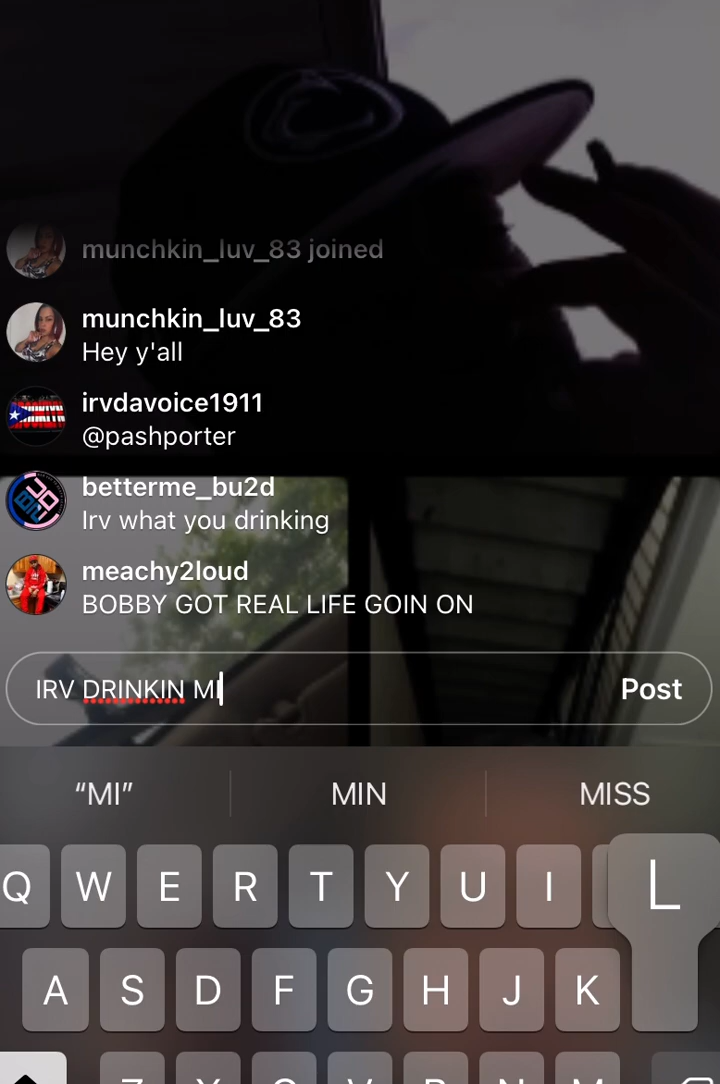 munchkin_luv_83 joined
munchkin_luv_83
Hey y'all
irvdavoice1911
@pashporter
betterme_bu2d
Irv what you drinking
meachy2loud
BOBBY GOT REAL LIFE GOIN ON
IRV DRINKIN MI
Post
“MI”
MIN
MISS
Q W E R T Y U I
L
A S D F G H J K